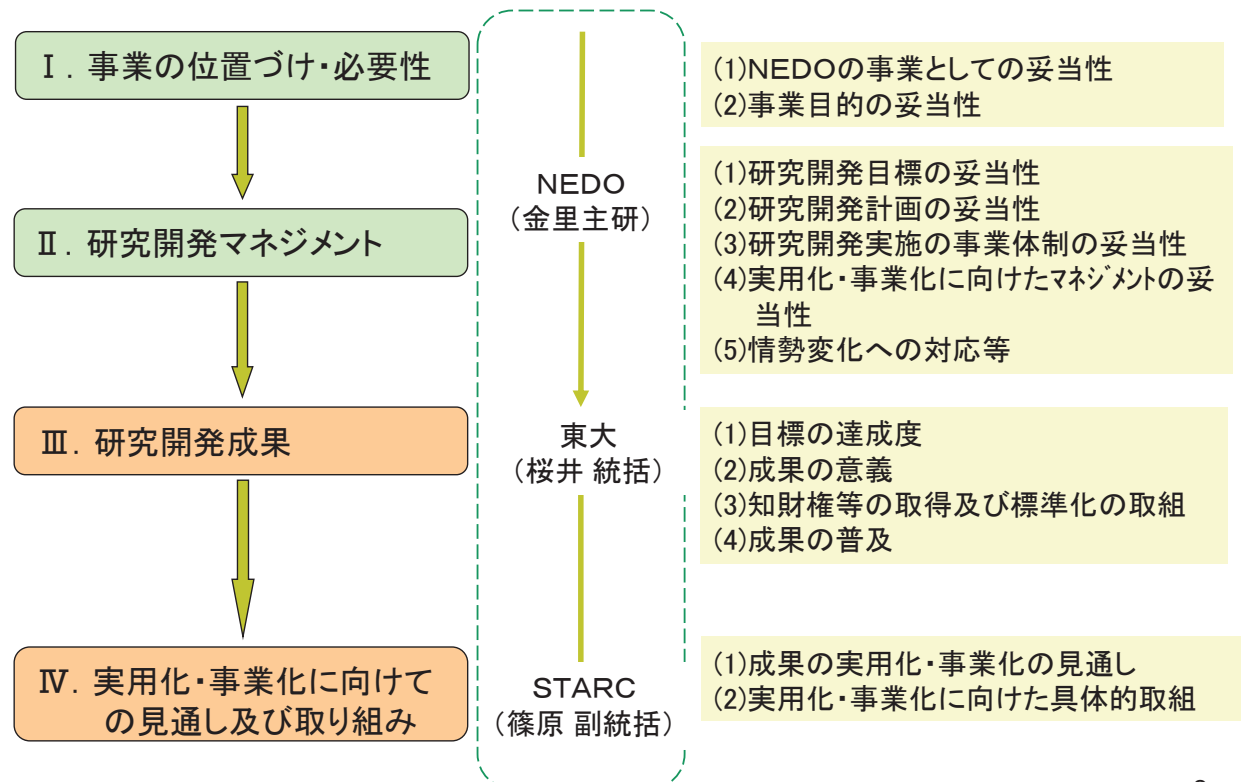 Ⅰ．事業の位置づけ・必要性
(1)NEDOの事業としての妥当性
(2)事業目的の妥当性
NEDO
（金里主研）
Ⅱ．研究開発マネジメント
(1)研究開発目標の妥当性
(2)研究開発計画の妥当性
(3)研究開発実施の事業体制の妥当性
(4)実用化・事業化に向けたマネジメントの妥
当性
(5)情勢変化への対応等
Ⅲ．研究開発成果
東大
（桜井 統括）
(1)目標の達成度
(2)成果の意義
(3)知財権等の取得及び標準化の取組
(4)成果の普及
Ⅳ．実用化・事業化に向けて
の見通し及び取り組み
STARC
（篠原 副統括）
(1)成果の実用化・事業化の見通し
(2)実用化・事業化に向けた具体的取組